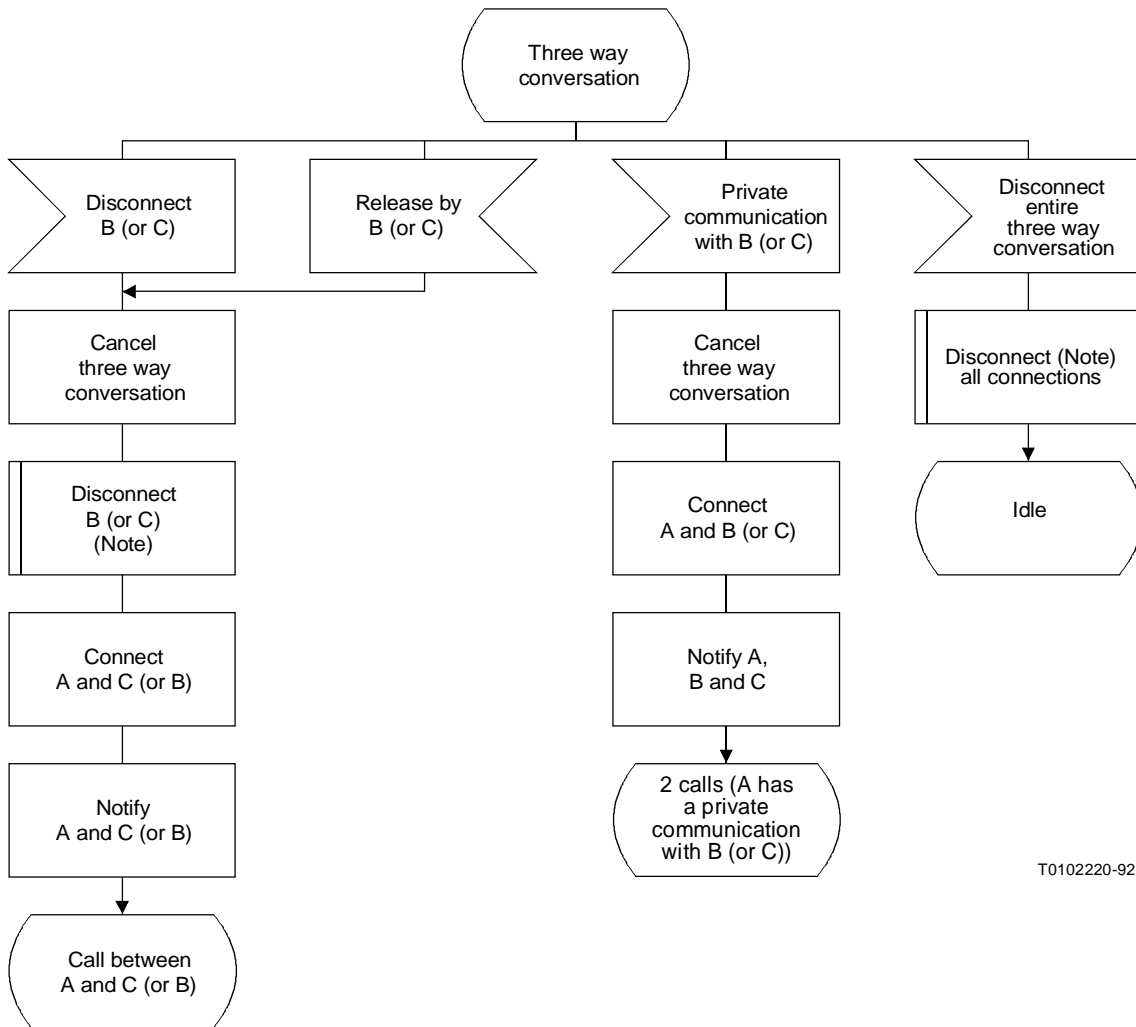 Three way
conversation
Disconnect
B (or C)
Release by
B (or C)
Private
communication
with B (or C)
Disconnect
entire
three way
conversation
Cancel
three way
conversation
Cancel
three way
conversation
Disconnect (Note)
all connections
Disconnect
B (or C)
(Note)
Connect
A and B (or C)
Idle
Connect
A and C (or B)
Notify A,
B and C
Notify
A and C (or B)
2 calls (A has
a private
communication
with B (or C))
T0102220-92
Call between
A and C (or B)